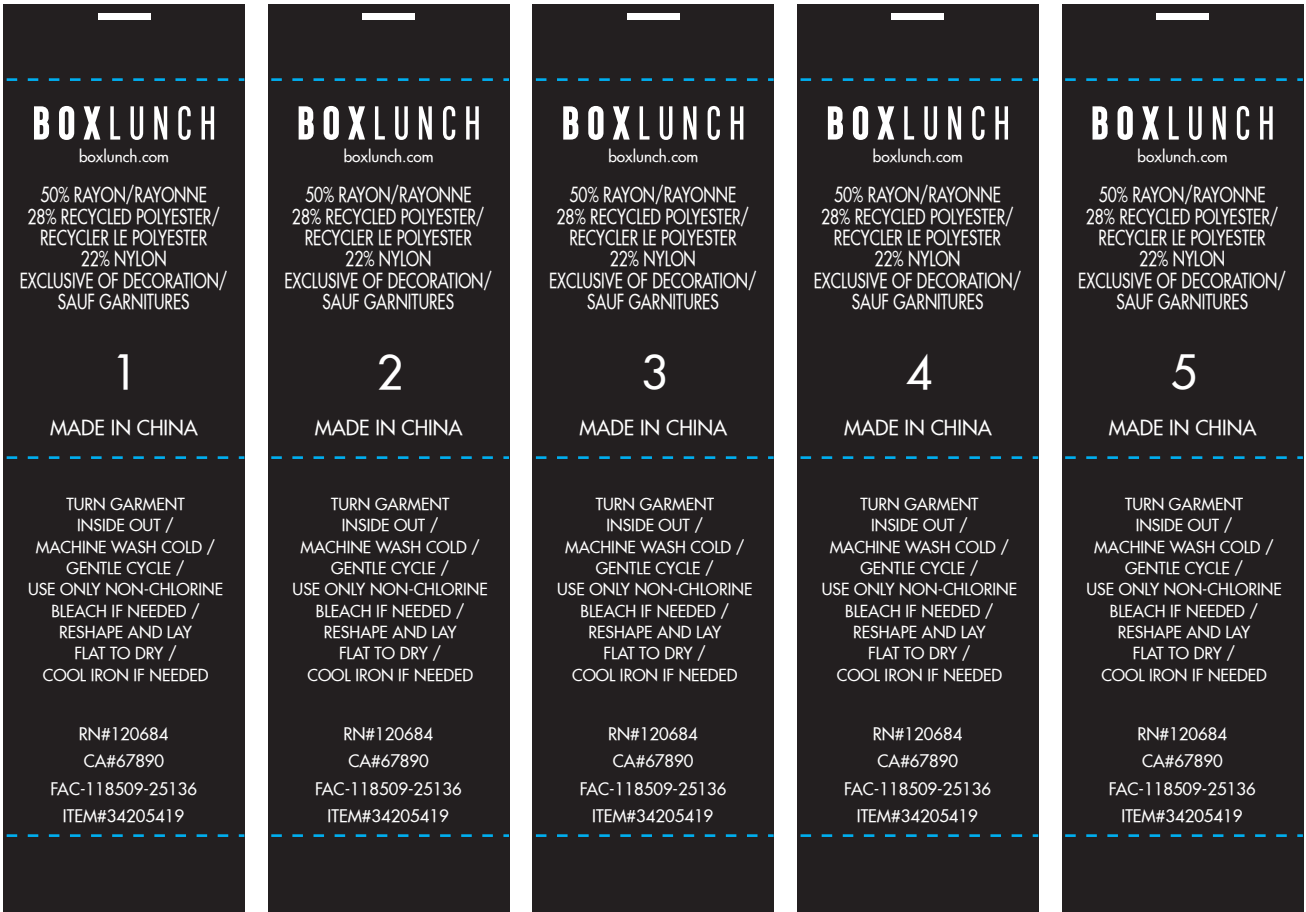 BOXLUNCH
boxlunch.com
50% RAYON/RAYONNE
28% RECYCLED POLYESTER/
RECYCLER LE POLYESTER
22% NYLON
EXCLUSIVE OF DECORATION/
SAUF GARNITURES
1
MADE IN CHINA
TURN GARMENT
INSIDE OUT /
MACHINE WASH COLD /
GENTLE CYCLE /
USE ONLY NON-CHLORINE
BLEACH IF NEEDED /
RESHAPE AND LAY
FLAT TO DRY /
COOL IRON IF NEEDED
RN#120684
CA#67890
FAC-118509-25136
ITEM#34205419
BOXLUNCH
boxlunch.com
50% RAYON/RAYONNE
28% RECYCLED POLYESTER/
RECYCLER LE POLYESTER
22% NYLON
EXCLUSIVE OF DECORATION/
SAUF GARNITURES
2
MADE IN CHINA
TURN GARMENT
INSIDE OUT /
MACHINE WASH COLD /
GENTLE CYCLE /
USE ONLY NON-CHLORINE
BLEACH IF NEEDED /
RESHAPE AND LAY
FLAT TO DRY /
COOL IRON IF NEEDED
RN#120684
CA#67890
FAC-118509-25136
ITEM#34205419
BOXLUNCH
boxlunch.com
50% RAYON/RAYONNE
28% RECYCLED POLYESTER/
RECYCLER LE POLYESTER
22% NYLON
EXCLUSIVE OF DECORATION/
SAUF GARNITURES
3
MADE IN CHINA
TURN GARMENT
INSIDE OUT /
MACHINE WASH COLD /
GENTLE CYCLE /
USE ONLY NON-CHLORINE
BLEACH IF NEEDED /
RESHAPE AND LAY
FLAT TO DRY /
COOL IRON IF NEEDED
RN#120684
CA#67890
FAC-118509-25136
ITEM#34205419
BOXLUNCH
boxlunch.com
50% RAYON/RAYONNE
28% RECYCLED POLYESTER/
RECYCLER LE POLYESTER
22% NYLON
EXCLUSIVE OF DECORATION/
SAUF GARNITURES
4
MADE IN CHINA
TURN GARMENT
INSIDE OUT /
MACHINE WASH COLD /
GENTLE CYCLE /
USE ONLY NON-CHLORINE
BLEACH IF NEEDED /
RESHAPE AND LAY
FLAT TO DRY /
COOL IRON IF NEEDED
RN#120684
CA#67890
FAC-118509-25136
ITEM#34205419
BOXLUNCH
boxlunch.com
50% RAYON/RAYONNE
28% RECYCLED POLYESTER/
RECYCLER LE POLYESTER
22% NYLON
EXCLUSIVE OF DECORATION/
SAUF GARNITURES
5
MADE IN CHINA
TURN GARMENT
INSIDE OUT /
MACHINE WASH COLD /
GENTLE CYCLE /
USE ONLY NON-CHLORINE
BLEACH IF NEEDED /
RESHAPE AND LAY
FLAT TO DRY /
COOL IRON IF NEEDED
RN#120684
CA#67890
FAC-118509-25136
ITEM#34205419